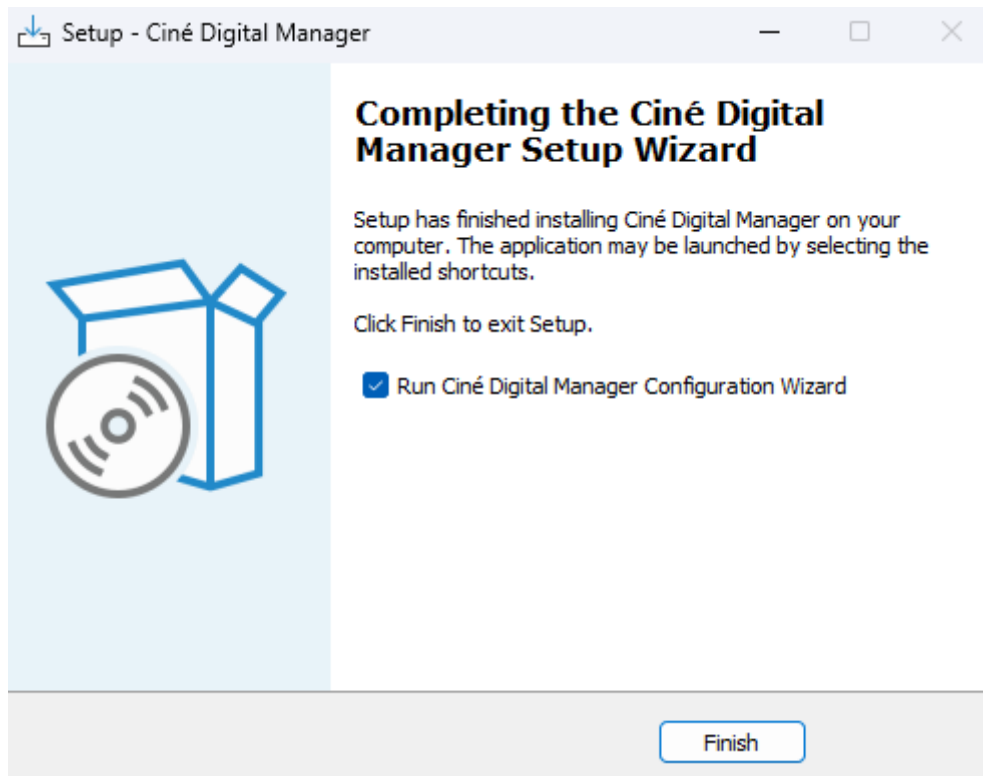 Setup - Ciné Digital Manager
Completing the Ciné Digital
Manager Setup Wizard
Setup has finished installing Ciné Digital Manager on your
computer. The application may be launched by selecting the
installed shortcuts.
Click Finish to exit Setup.
Run Ciné Digital Manager Configuration Wizard
Finish